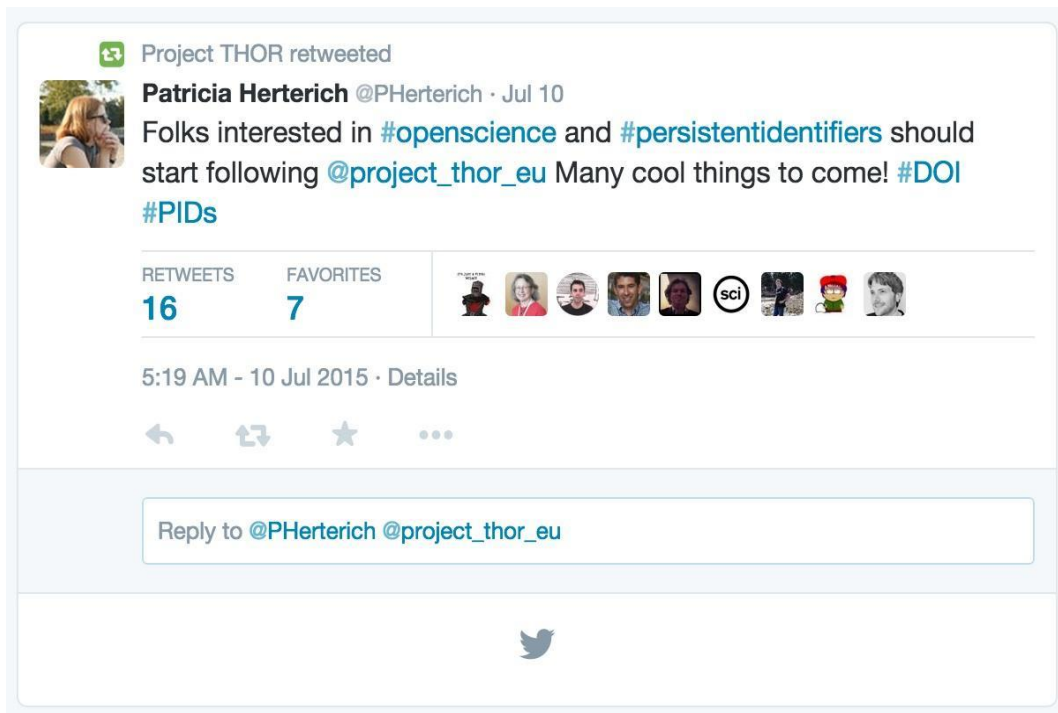 Project THOR retweeted
Patricia Herterich @PHerterich · Jul 10
Folks interested in #openscience and #persistentidentifiers should
start following @project_thor_eu Many cool things to come! #DOI
#PIDs
RETWEETS FAVORITES
16 7
sci
5:19 AM - 10 Jul 2015 · Details
Reply to @PHerterich @project_thor_eu